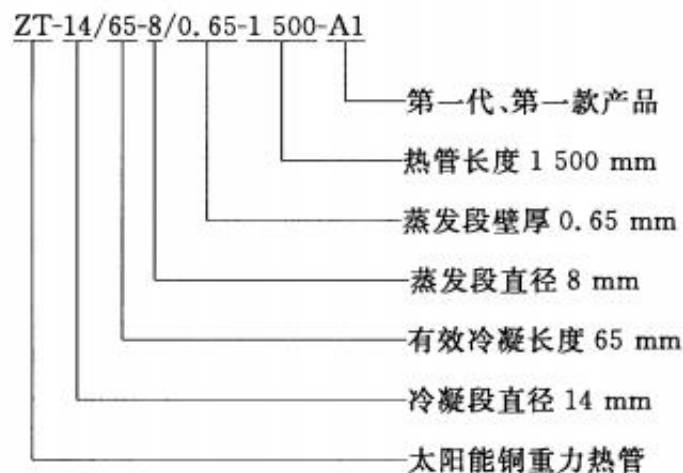 ZT-14/65-8/0.65-1 500-A1
第一代、第一款产品
热管长度 1 500 mm
蒸发段壁厚 0.65 mm
蒸发段直径 8 mm
有效冷凝长度 65 mm
冷凝段直径 14 mm
太阳能铜重力热管